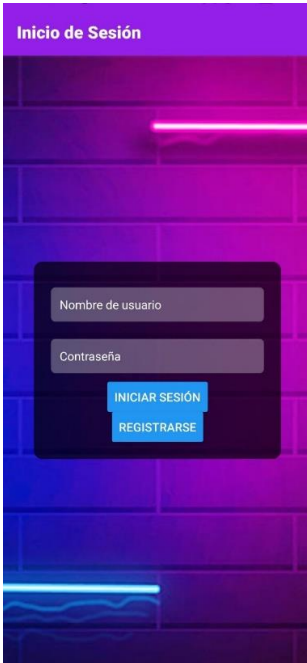 Inicio de Sesión
Nombre de usuario
Contraseña
INICIAR SESIÓN
REGISTRARSE